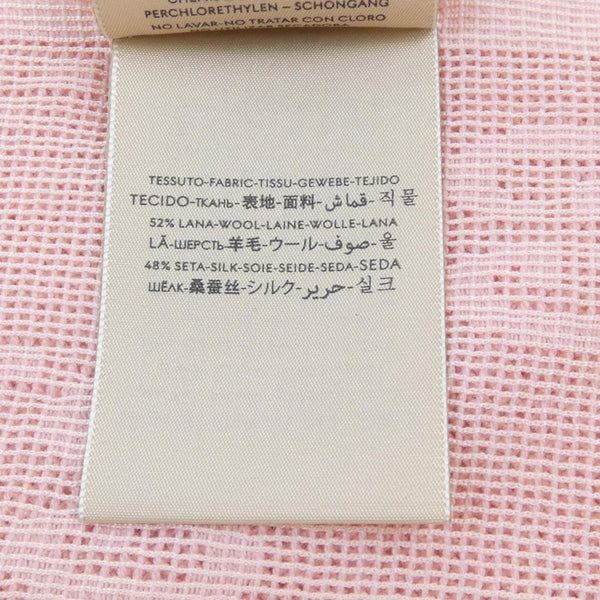 PERCHLORETHYLEN – SCHONGANG
NO LAVAR-NO TRATAR CON CLORO
TESSUTO-FABRIC-TISSU-GEWEBE-TEJIDO
TECIDO-ТКАНЬ-表地-面料-قماش-직물
52% LANA-WOOL-LAINE-WOLLE-LANA
LÃ-ШЕРСТЬ-羊毛-ウール-صوف-울
48% SETA-SILK-SOIE-SEIDE-SEDA-SEDA
ШЁЛК-桑蚕丝-シルク-حرير-실크